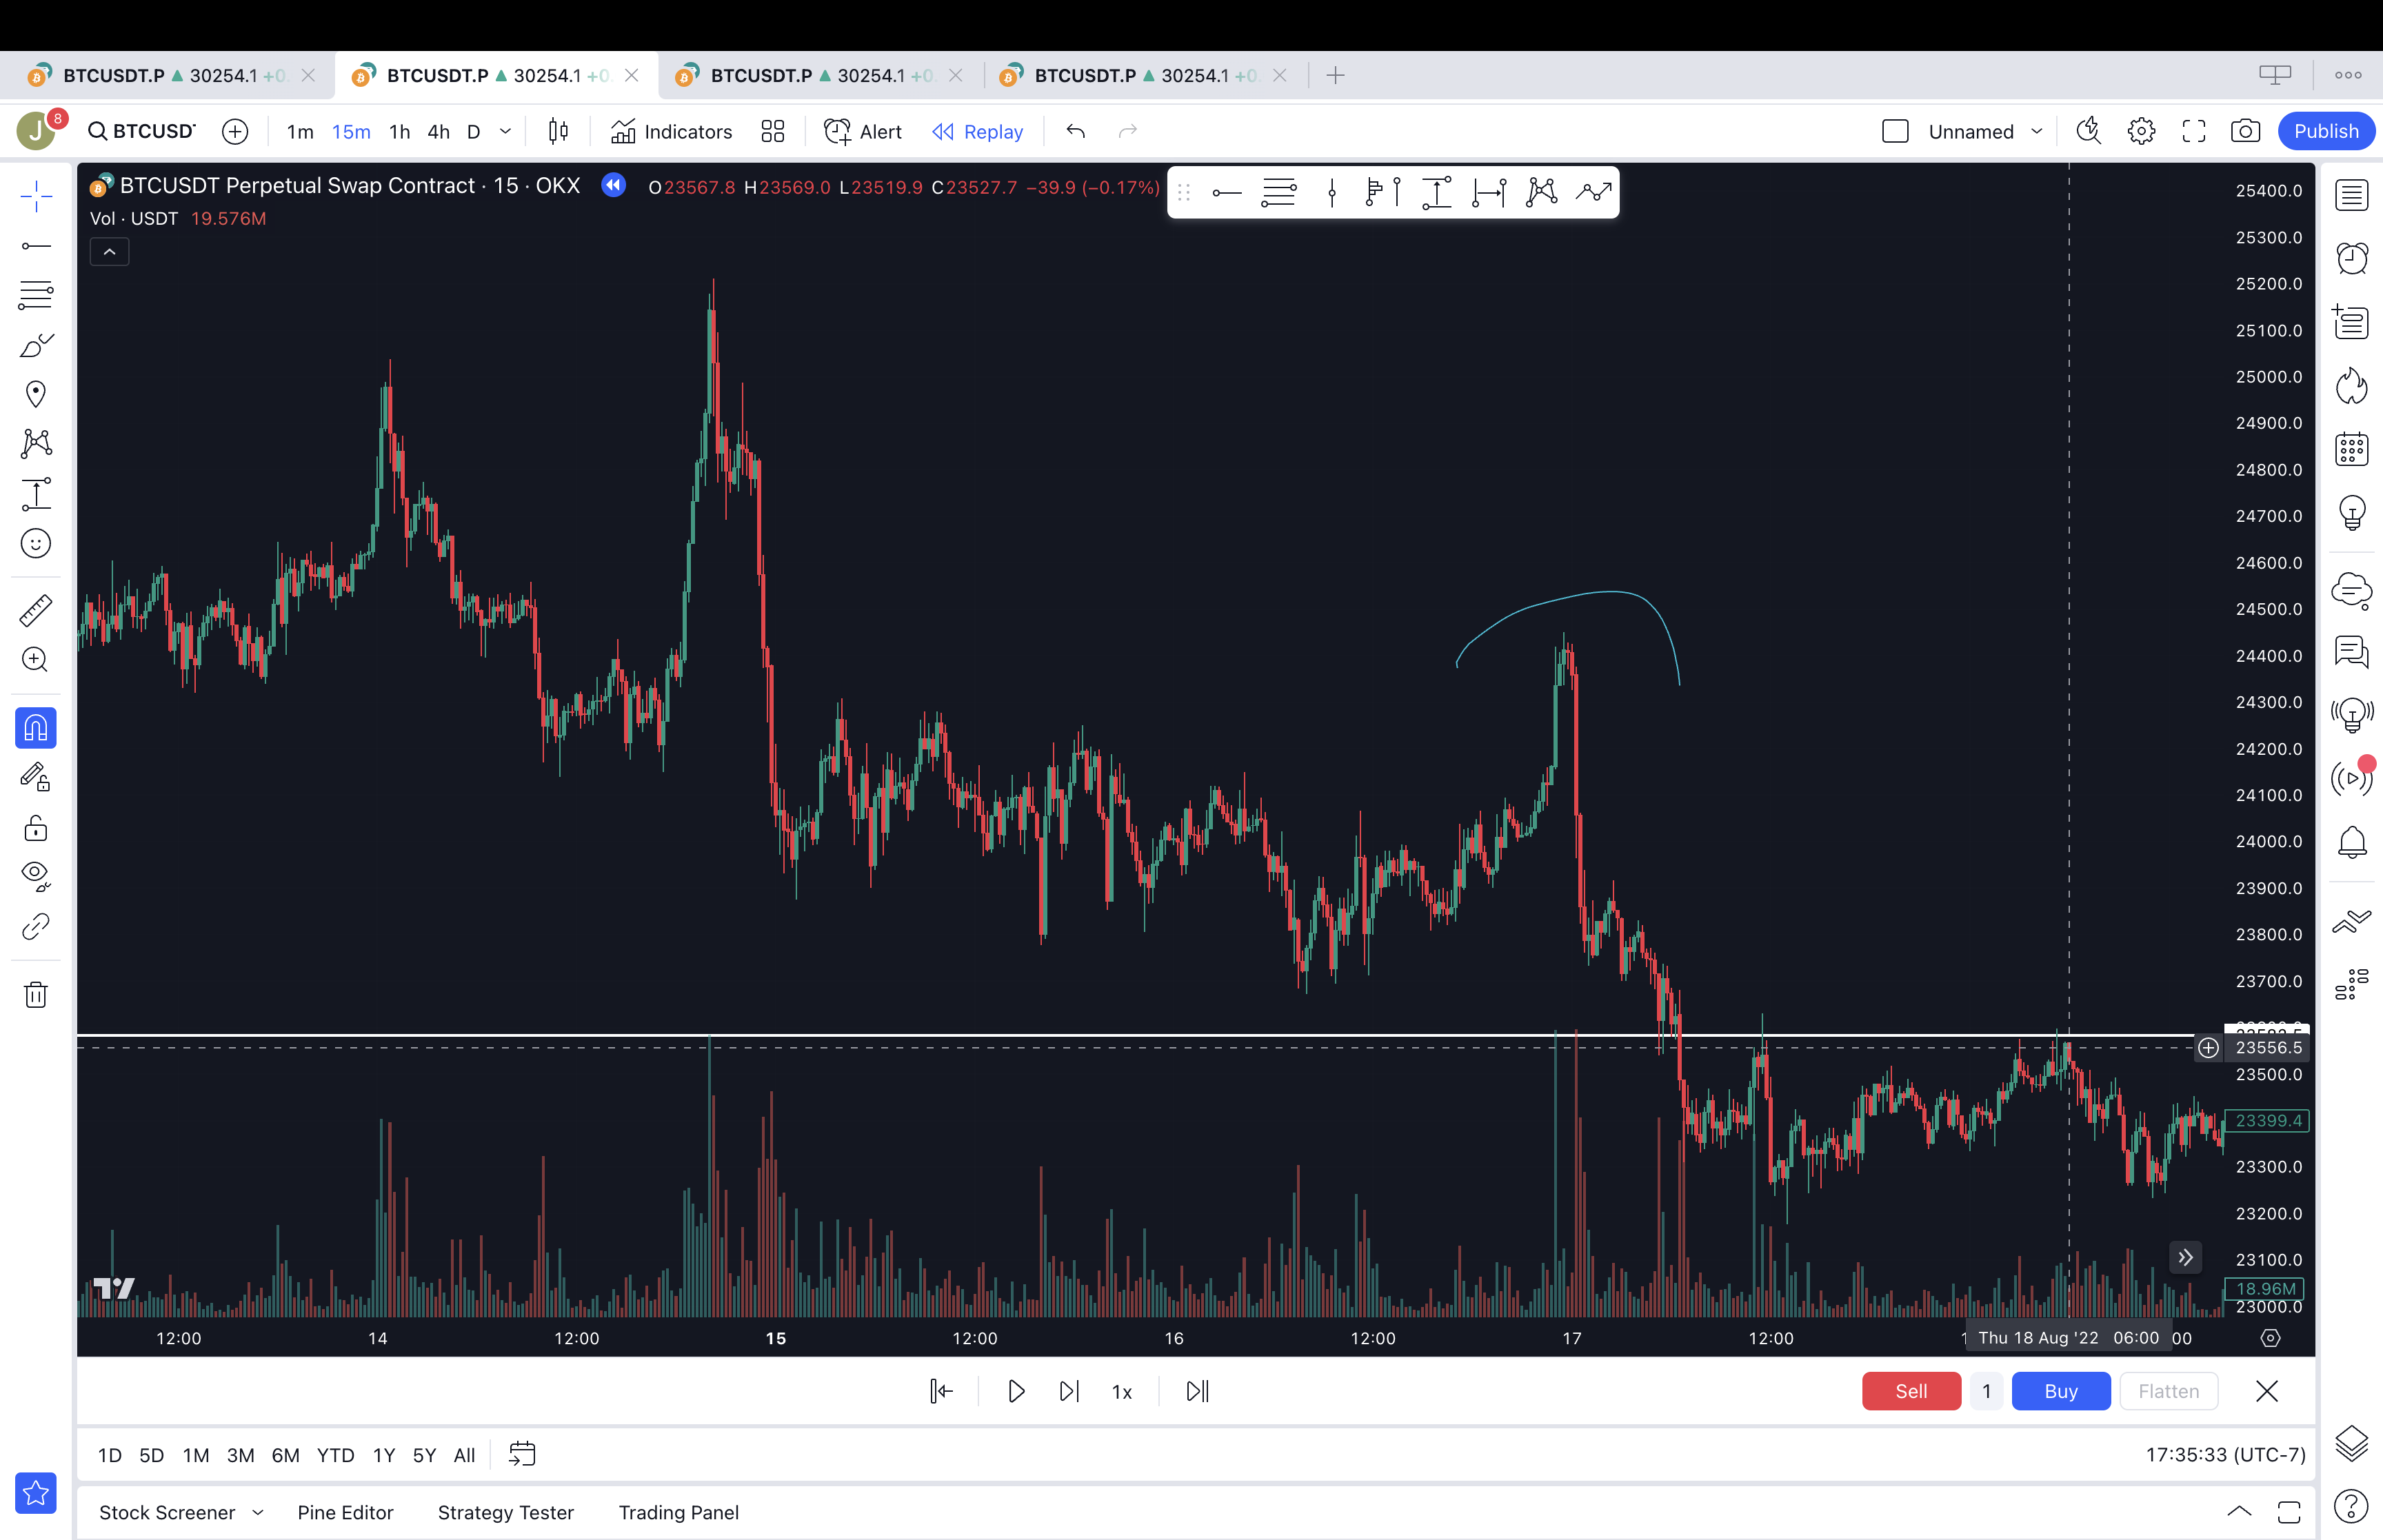 BTCUSDT.P ▲ 30254.1 +0. BTCUSDT.P ▲ 30254.1 +0. BTCUSDT.P ▲ 30254.1 +0. BTCUSDT.P ▲ 30254.1 +0.
J 8 BTCUSD 1m 15m 1h 4h D Indicators Alert Replay Unnamed Publish
BTCUSDT Perpetual Swap Contract · 15 · OKX O23567.8 H23569.0 L23519.9 C23527.7 −39.9 (−0.17%)
Vol · USDT 19.576M
25400.0
25300.0
25200.0
25100.0
25000.0
24900.0
24800.0
24700.0
24600.0
24500.0
24400.0
24300.0
24200.0
24100.0
24000.0
23900.0
23800.0
23700.0
23556.5
23500.0
23399.4
23300.0
23200.0
23100.0
18.96M
23000.0
12:00 14 12:00 15 12:00 16 12:00 17 12:00 Thu 18 Aug '22 06:00 :00
1x Sell 1 Buy Flatten
1D 5D 1M 3M 6M YTD 1Y 5Y All 17:35:33 (UTC-7)
Stock Screener Pine Editor Strategy Tester Trading Panel